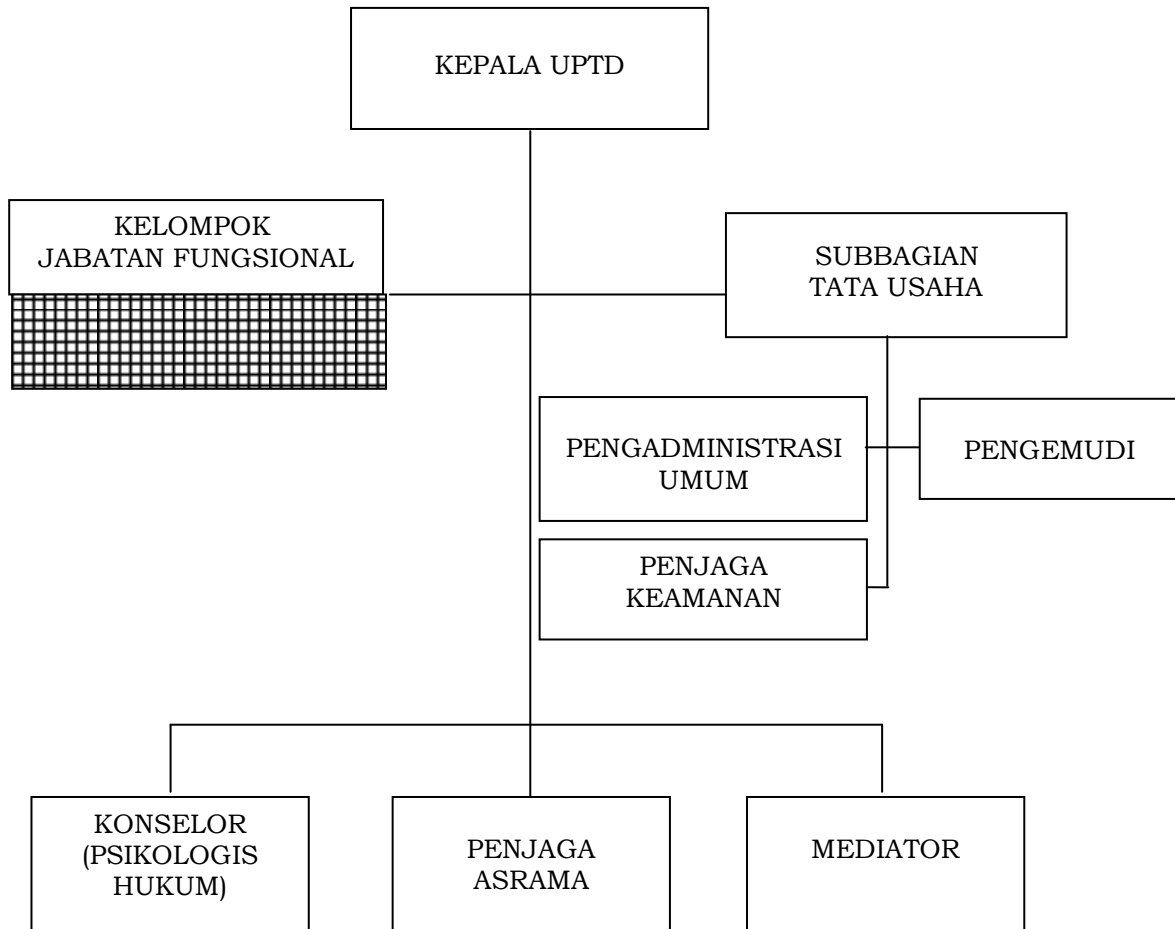 KEPALA UPTD
KELOMPOK
JABATAN FUNGSIONAL
SUBBAGIAN
TATA USAHA
PENGADMINISTRASI
UMUM
PENGEMUDI
PENJAGA
KEAMANAN
KONSELOR
(PSIKOLOGIS
HUKUM)
PENJAGA
ASRAMA
MEDIATOR